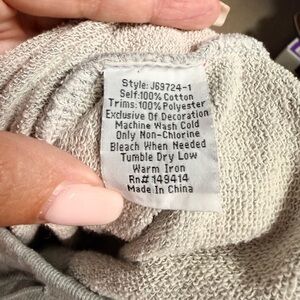 Style: J69724-1
Self:100% Cotton
Trims:100% Polyester
Exclusive Of Decoration
Machine Wash Cold
Only Non-Chlorine
Bleach When Needed
Tumble Dry Low
Warm Iron
Rn# 149414
Made In China